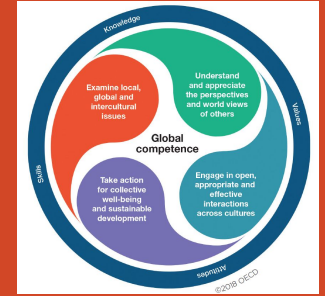 Knowledge
Understand
and appreciate
the perspectives
and world views
of others
Examine local,
global and
intercultural
issues
Values
Global
competence
Skills
Take action
for collective
well-being
and sustainable
development
Engage in open,
appropriate and
effective
interactions
across cultures
Attitudes
©2018 OECD